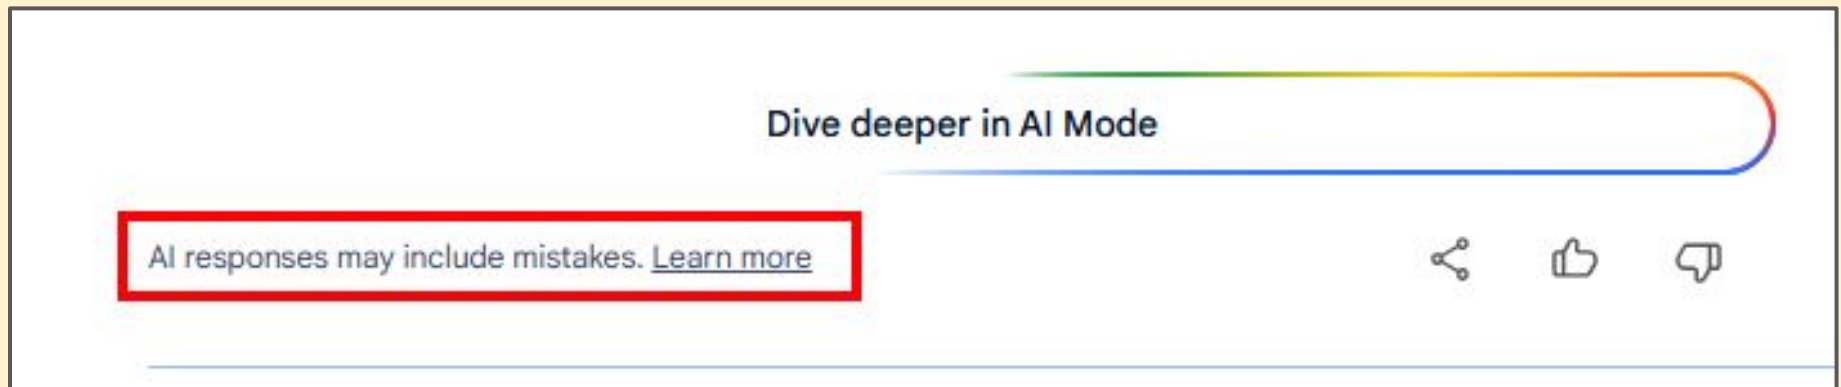 Dive deeper in AI Mode
AI responses may include mistakes. Learn more